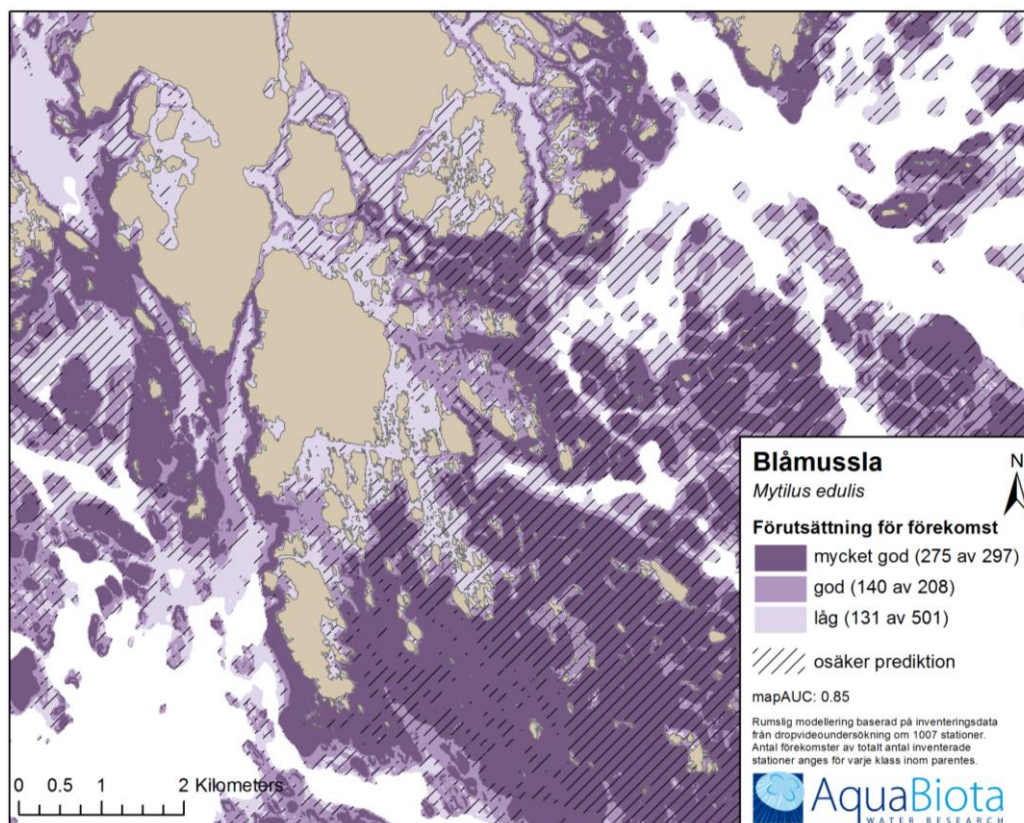 Blåmussla
Mytilus edulis
N
Förutsättning för förekomst
mycket god (275 av 297)
god (140 av 208)
låg (131 av 501)
osäker prediktion
mapAUC: 0.85
Rumslig modellering baserad på inventeringsdata
från dropvideoundersökning om 1007 stationer.
Antal förekomster av totalt antal inventerade
stationer anges för varje klass inom parentes.
AquaBiota
WATER RESEARCH
0 0.5 1 2 Kilometers